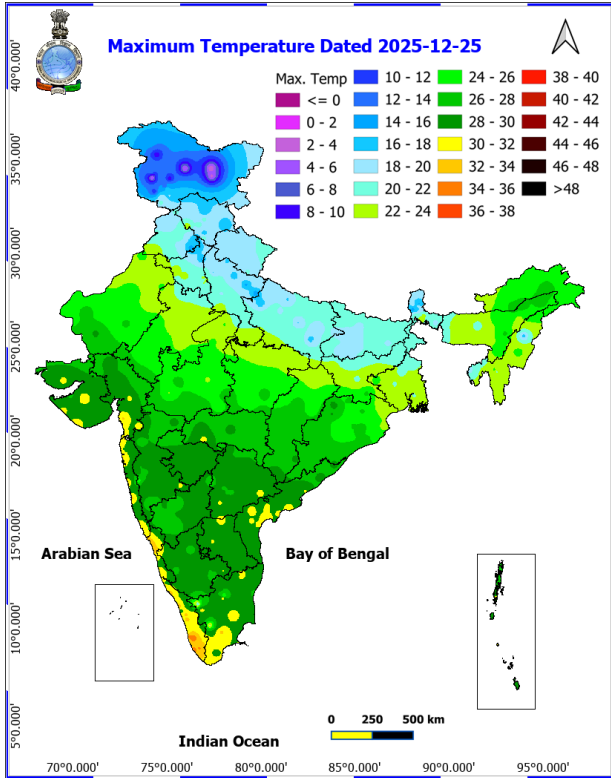 Maximum Temperature Dated 2025-12-25
Max. Temp
<= 0
0 - 2
2 - 4
4 - 6
6 - 8
8 - 10
10 - 12
12 - 14
14 - 16
16 - 18
18 - 20
20 - 22
22 - 24
24 - 26
26 - 28
28 - 30
30 - 32
32 - 34
34 - 36
36 - 38
38 - 40
40 - 42
42 - 44
44 - 46
46 - 48
>48
40°0.000'
35°0.000'
30°0.000'
25°0.000'
20°0.000'
15°0.000'
10°0.000'
5°0.000'
Arabian Sea
Bay of Bengal
Indian Ocean
0 250 500 km
70°0.000' 75°0.000' 80°0.000' 85°0.000' 90°0.000' 95°0.000'